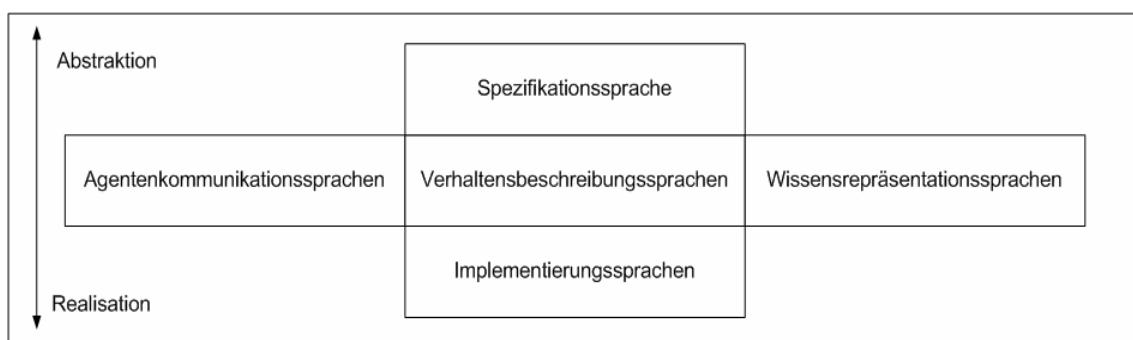 Abstraktion
Spezifikationssprache
Agentenkommunikationssprachen
Verhaltensbeschreibungssprachen
Wissensrepräsentationssprachen
Implementierungssprachen
Realisation